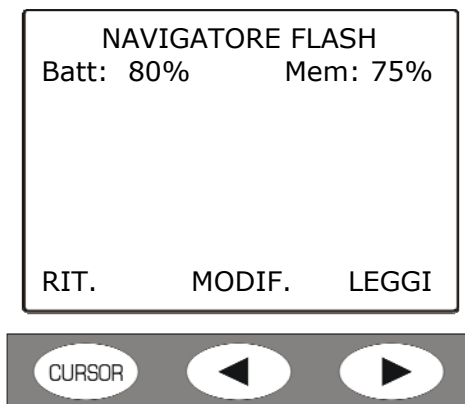 NAVIGATORE FLASH
Batt: 80% Mem: 75%
RIT. MODIF. LEGGI
CURSOR